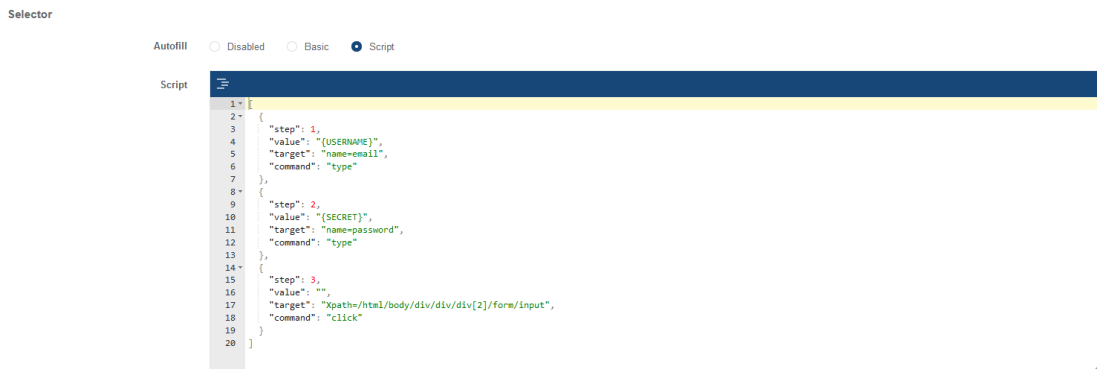 Selector
Autofill Disabled Basic Script
Script
1 [
2 {
3 "step": 1,
4 "value": "{USERNAME}",
5 "target": "name=email",
6 "command": "type"
7 },
8 {
9 "step": 2,
10 "value": "{SECRET}",
11 "target": "name=password",
12 "command": "type"
13 },
14 {
15 "step": 3,
16 "value": "",
17 "target": "Xpath=/html/body/div/div/div[2]/form/input",
18 "command": "click"
19 }
20 ]